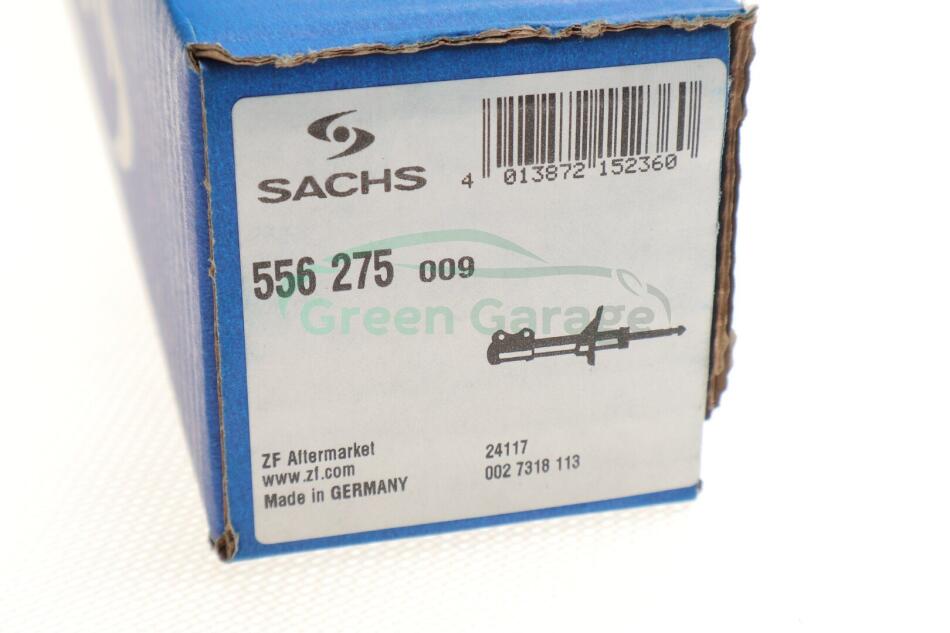 SACHS
4 013872 152360
556 275 009
Green Garage
ZF Aftermarket
www.zf.com
Made in GERMANY
24117
002 7318 113